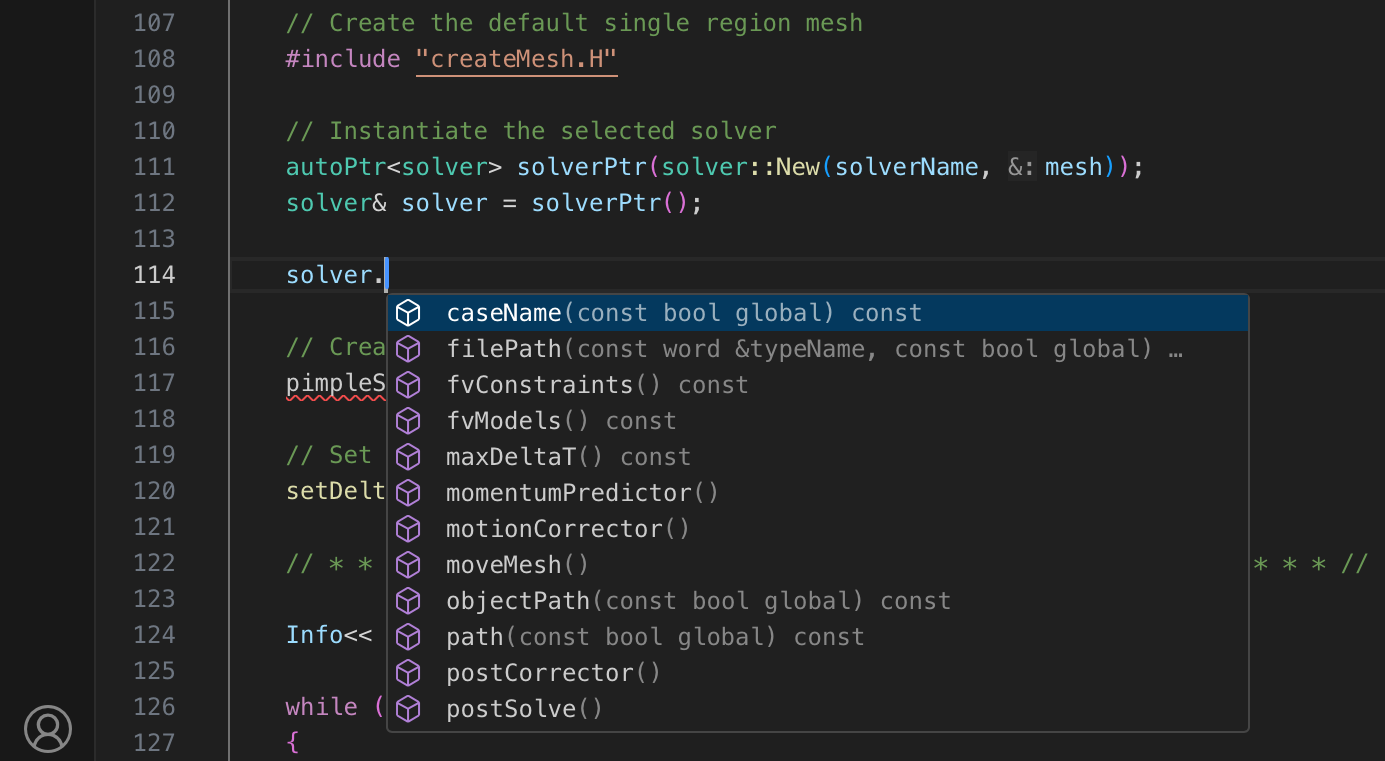 107 // Create the default single region mesh
108 #include "createMesh.H"
109
110 // Instantiate the selected solver
111 autoPtr<solver> solverPtr(solver::New(solverName, &: mesh));
112 solver& solver = solverPtr();
113
114 solver.
115 caseName(const bool global) const
116 // Crea filePath(const word &typeName, const bool global) …
117 pimpleS fvConstraints() const
118 fvModels() const
119 // Set maxDeltaT() const
120 setDelt momentumPredictor()
121 motionCorrector()
122 // * * moveMesh() * * * //
123 objectPath(const bool global) const
124 Info<< path(const bool global) const
125 postCorrector()
126 while ( postSolve()
127 {